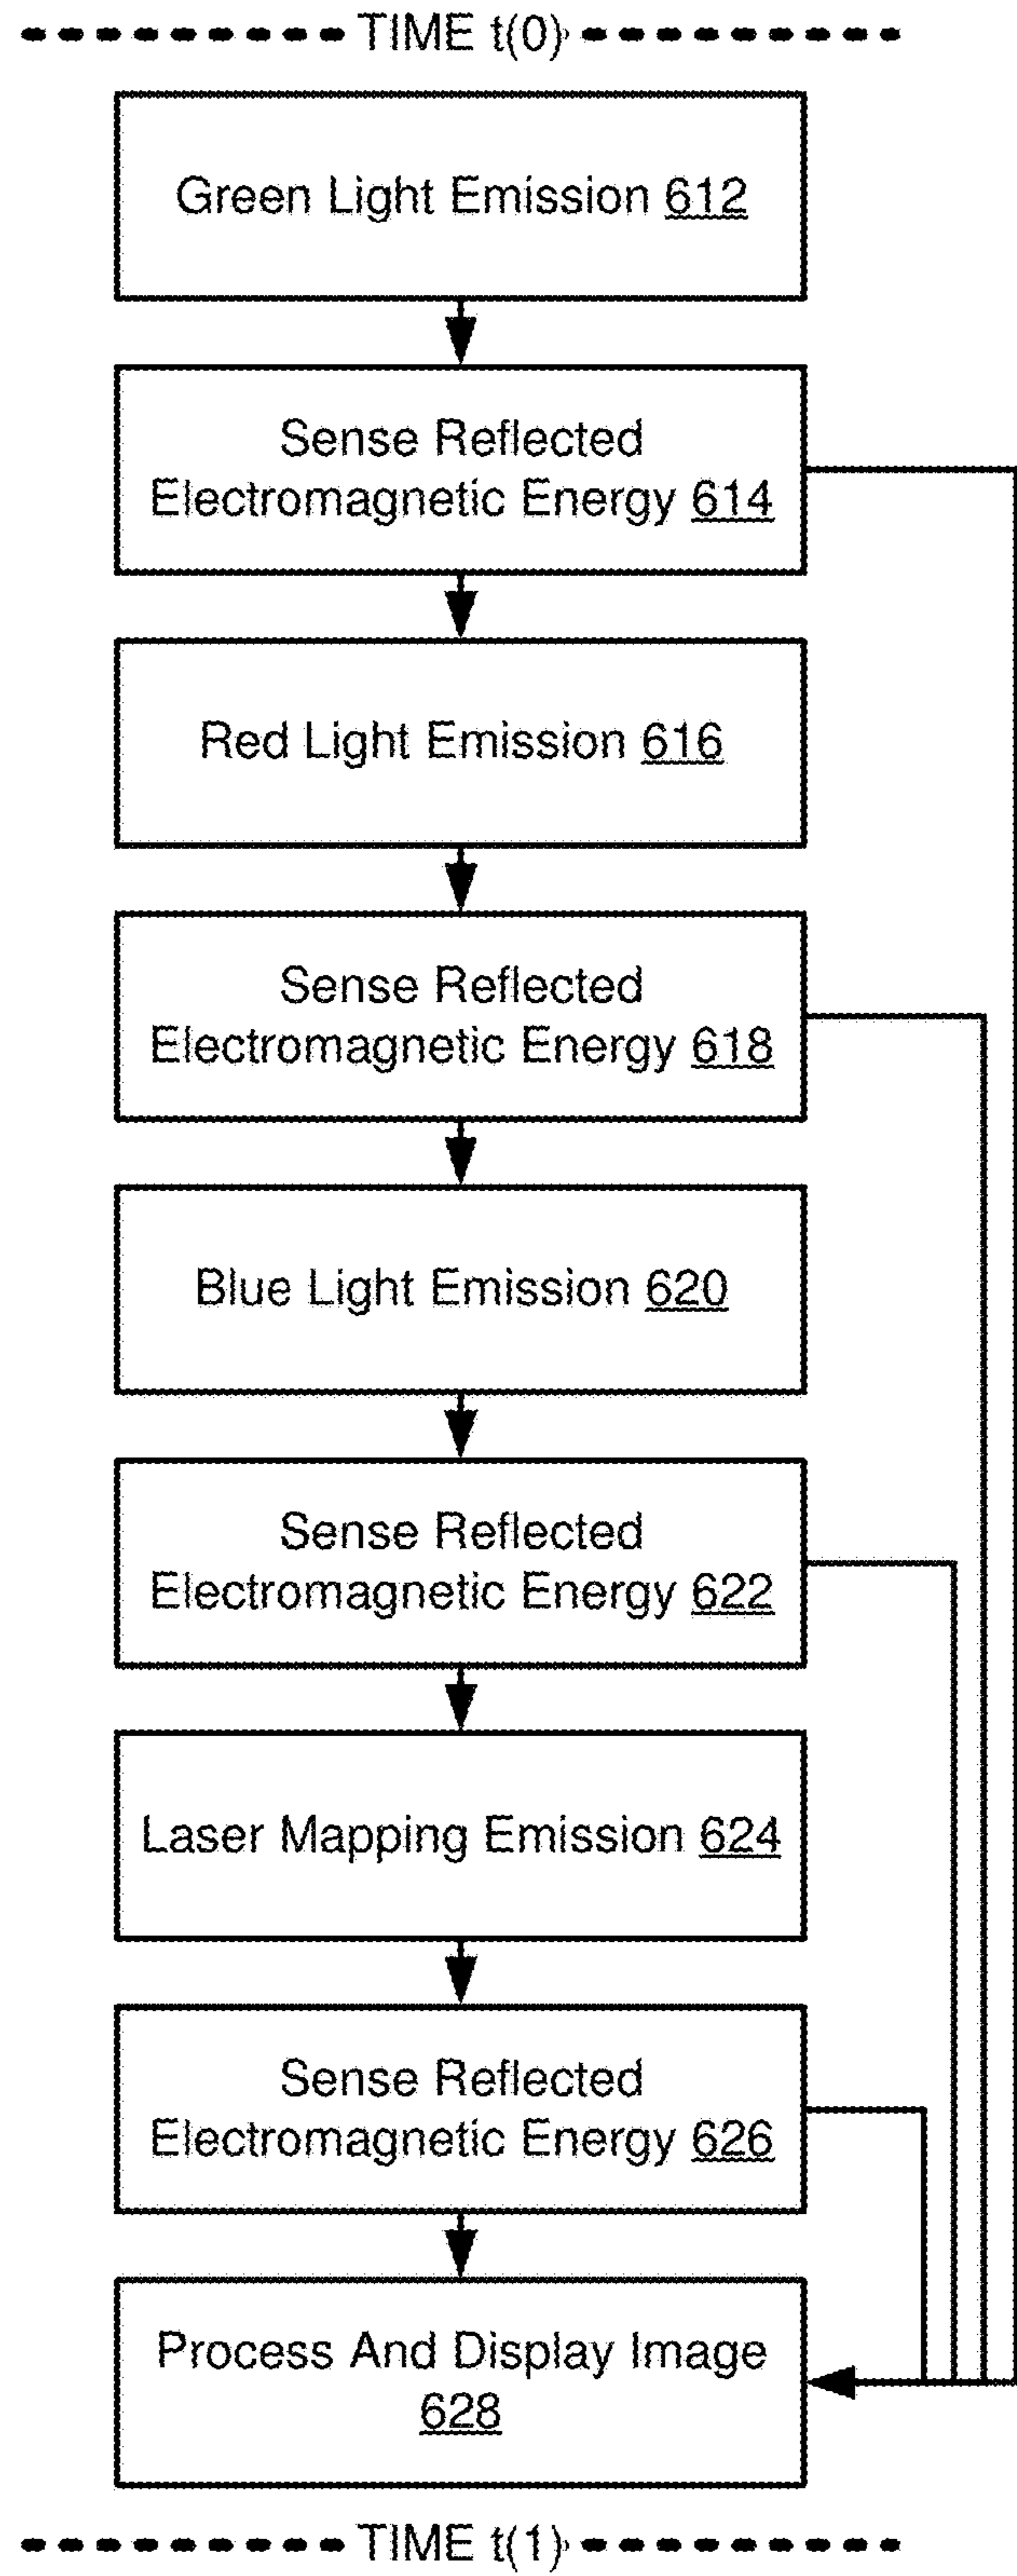 TIME t(0)
Green Light Emission 612
Sense Reflected
Electromagnetic Energy 614
Red Light Emission 616
Sense Reflected
Electromagnetic Energy 618
Blue Light Emission 620
Sense Reflected
Electromagnetic Energy 622
Laser Mapping Emission 624
Sense Reflected
Electromagnetic Energy 626
Process And Display Image
628
TIME t(1)